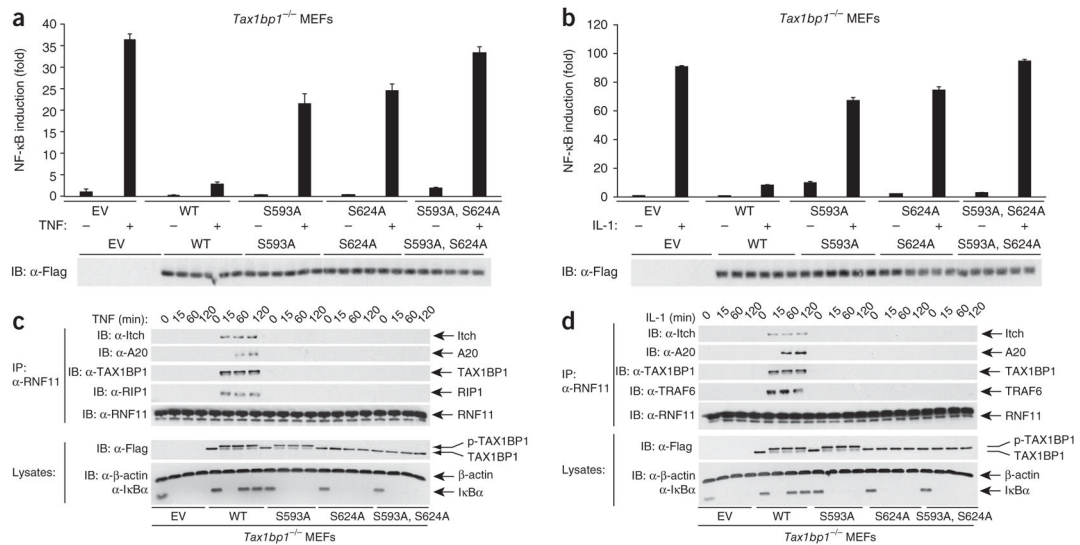 a
Tax1bp1−/− MEFs
NF-κB induction (fold)
40
35
30
25
20
15
10
5
0
EV WT S593A S624A S593A, S624A
TNF: – + – + – + – + – +
EV WT S593A S624A S593A, S624A
IB: α-Flag
b
Tax1bp1−/− MEFs
NF-κB induction (fold)
120
100
80
60
40
20
0
EV WT S593A S624A S593A, S624A
IL-1: – + – + – + – + – +
EV WT S593A S624A S593A, S624A
IB: α-Flag
c
TNF (min): 0 15 60 120 0 15 60 120 0 15 60 120 0 15 60 120 0 15 60 120
IP: α-RNF11
IB: α-Itch Itch
IB: α-A20 A20
IB: α-TAX1BP1 TAX1BP1
IB: α-RIP1 RIP1
IB: α-RNF11 RNF11
Lysates:
IB: α-Flag p-TAX1BP1
TAX1BP1
IB: α-β-actin β-actin
α-IκBα IκBα
EV WT S593A S624A S593A, S624A
Tax1bp1−/− MEFs
d
IL-1 (min) 0 15 60 120 0 15 60 120 0 15 60 120 0 15 60 120 0 15 60 120
IP: α-RNF11
IB: α-Itch Itch
IB: α-A20 A20
IB: α-TAX1BP1 TAX1BP1
IB: α-TRAF6 TRAF6
IB: α-RNF11 RNF11
Lysates:
IB: α-Flag p-TAX1BP1
TAX1BP1
IB: α-β-actin β-actin
α-IκBα IκBα
EV WT S593A S624A S593A, S624A
Tax1bp1−/− MEFs